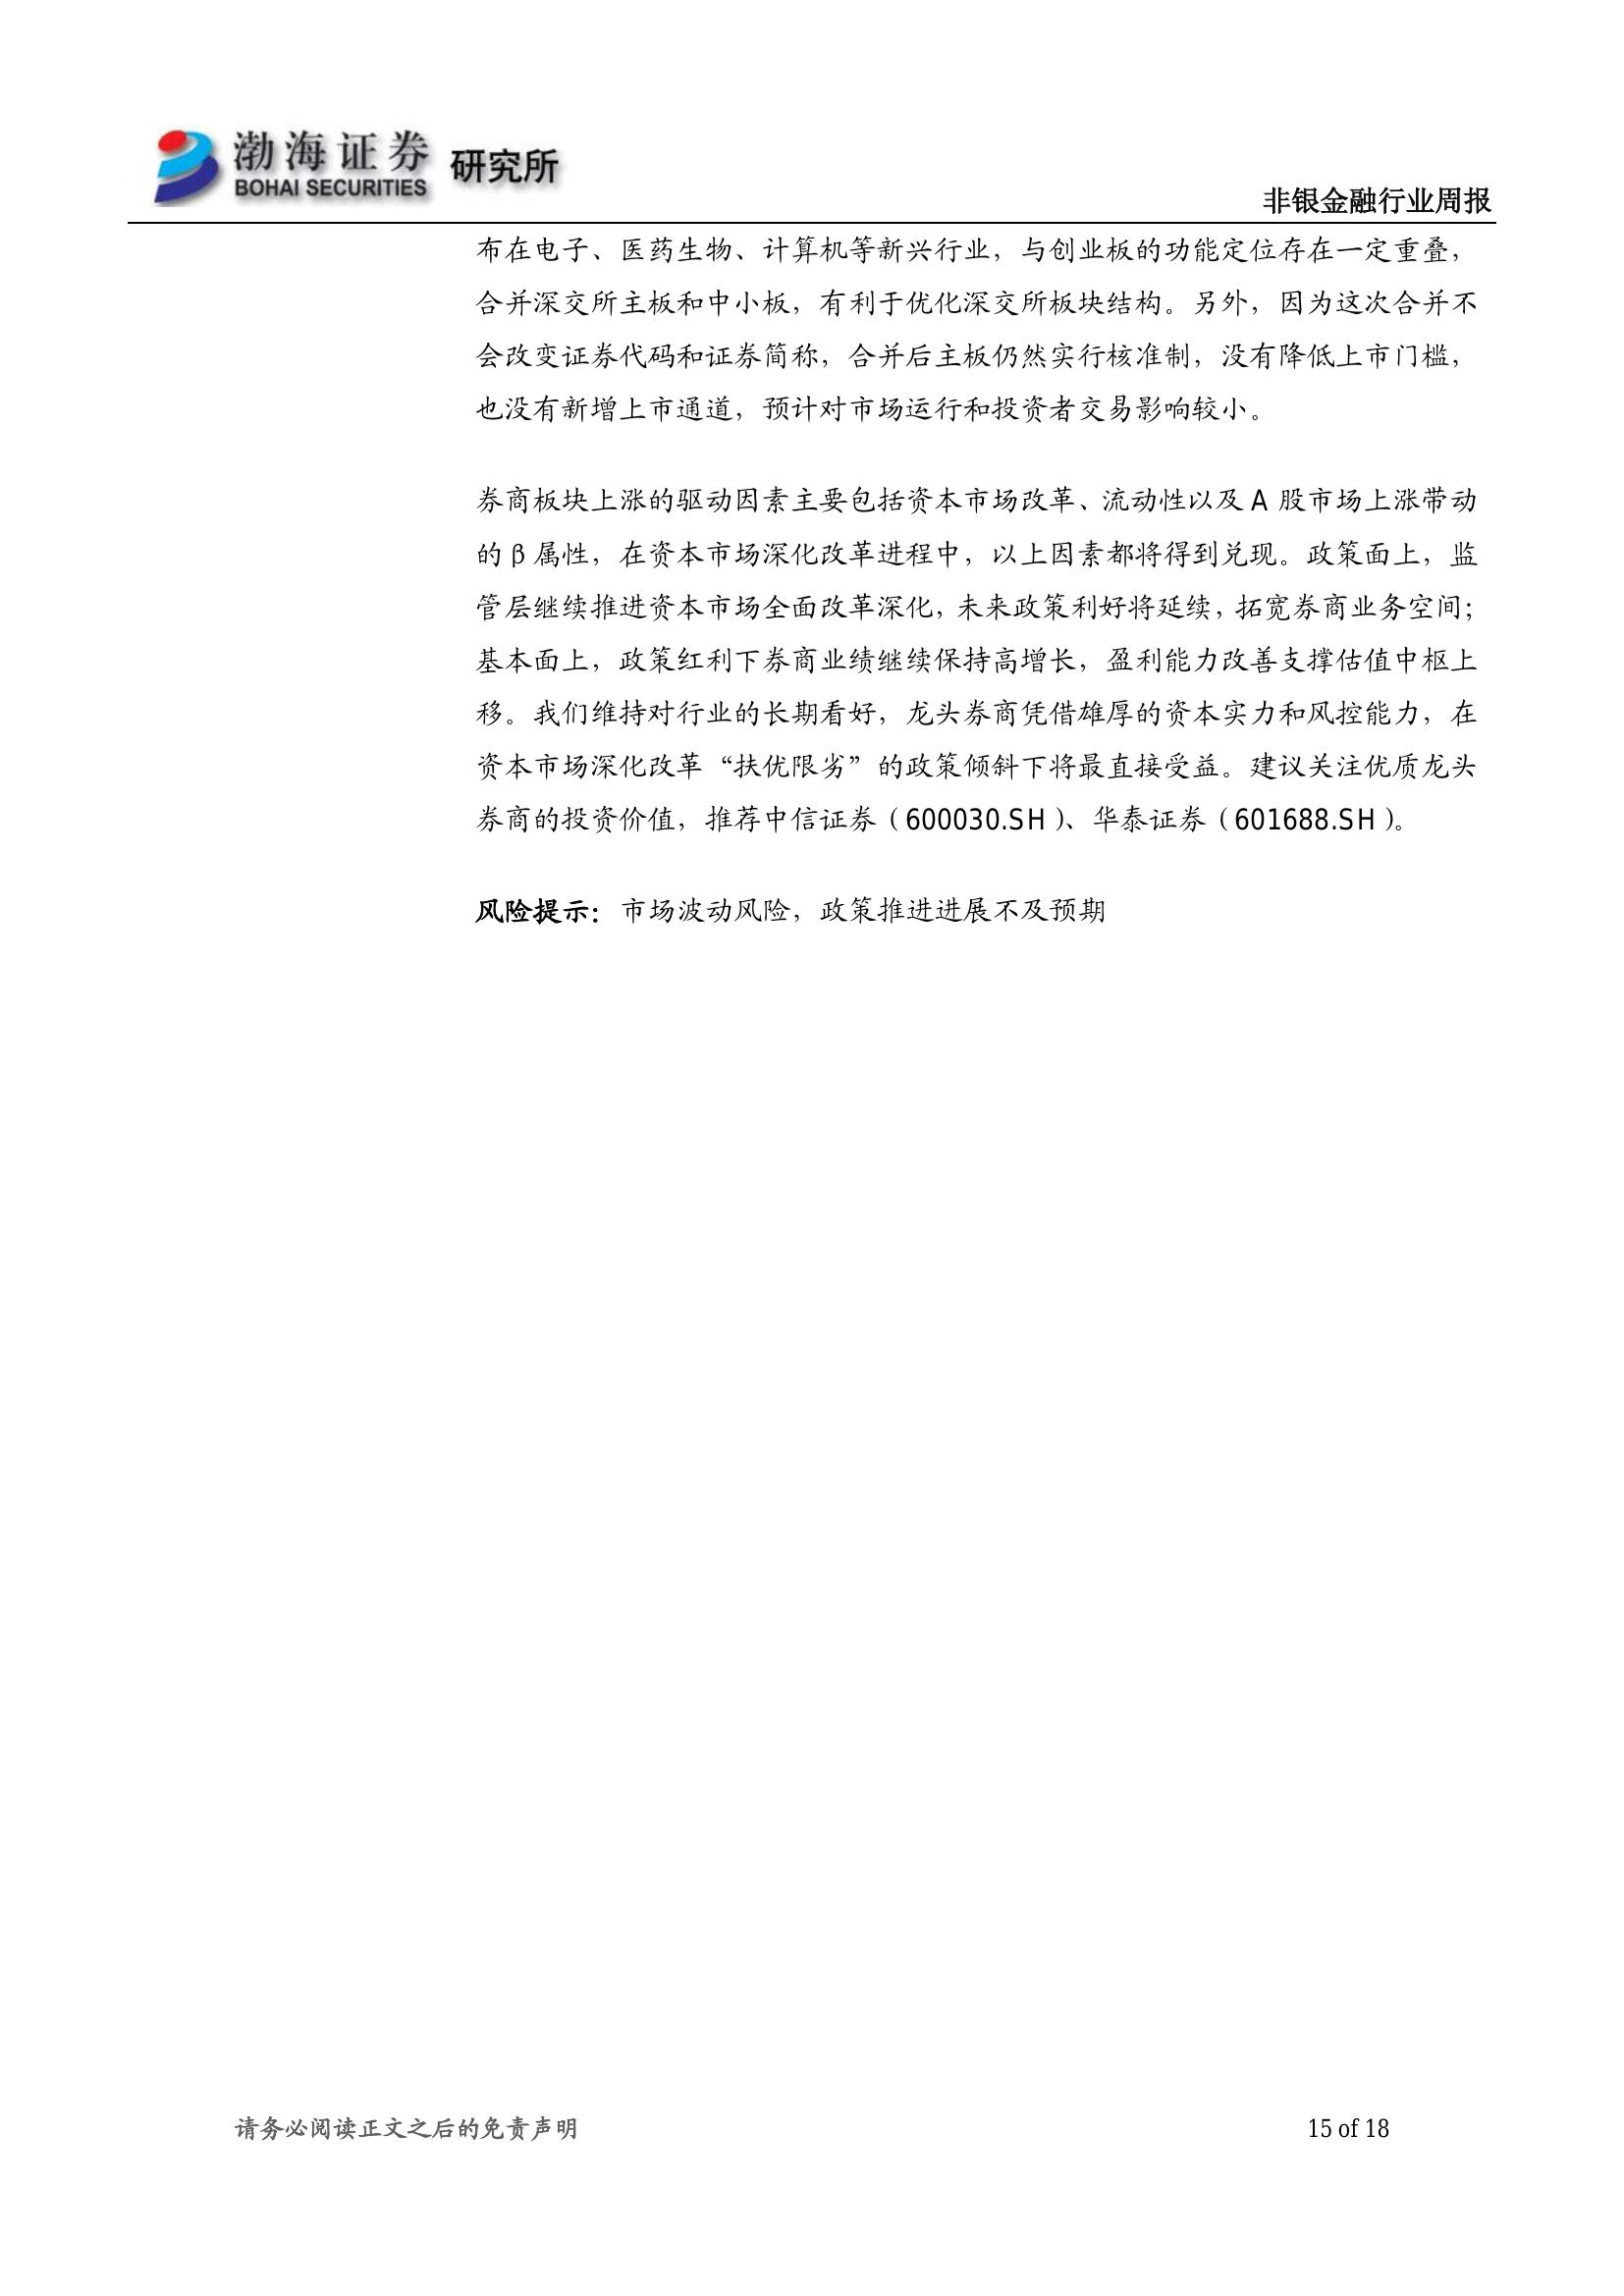 渤海证券 研究所
BOHAI SECURITIES
非银金融行业周报
布在电子、医药生物、计算机等新兴行业，与创业板的功能定位存在一定重叠，
合并深交所主板和中小板，有利于优化深交所板块结构。另外，因为这次合并不
会改变证券代码和证券简称，合并后主板仍然实行核准制，没有降低上市门槛，
也没有新增上市通道，预计对市场运行和投资者交易影响较小。
券商板块上涨的驱动因素主要包括资本市场改革、流动性以及 A 股市场上涨带动
的 β 属性，在资本市场深化改革进程中，以上因素都将得到兑现。政策面上，监
管层继续推进资本市场全面改革深化，未来政策利好将延续，拓宽券商业务空间；
基本面上，政策红利下券商业绩继续保持高增长，盈利能力改善支撑估值中枢上
移。我们维持对行业的长期看好，龙头券商凭借雄厚的资本实力和风控能力，在
资本市场深化改革“扶优限劣”的政策倾斜下将最直接受益。建议关注优质龙头
券商的投资价值，推荐中信证券（600030.SH）、华泰证券（601688.SH）。
风险提示：市场波动风险，政策推进进展不及预期
请务必阅读正文之后的免责声明
15 of 18